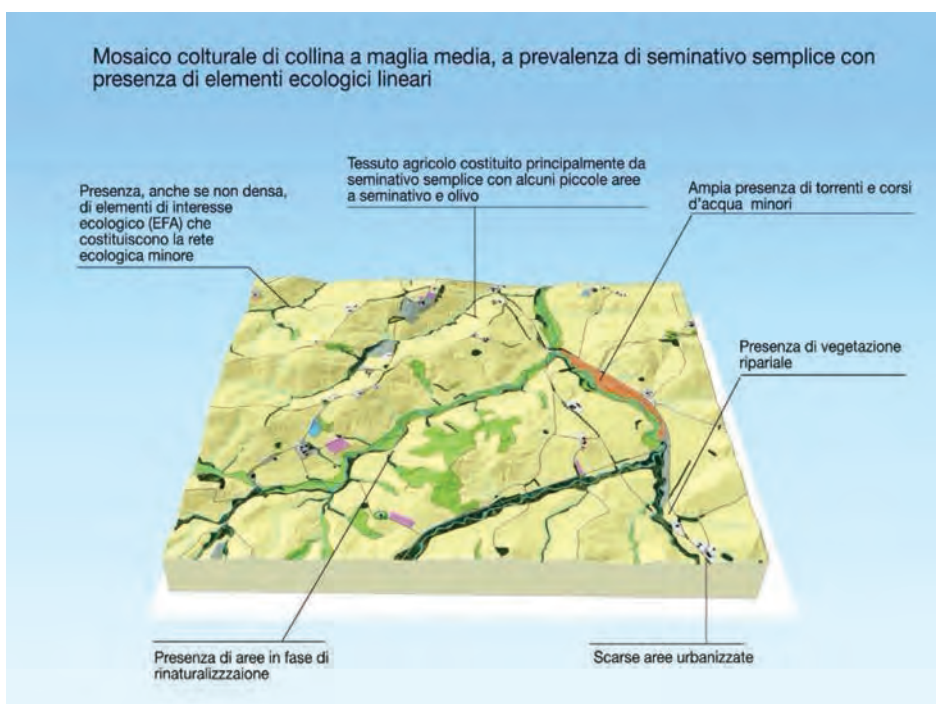 Mosaico colturale di collina a maglia media, a prevalenza di seminativo semplice con
presenza di elementi ecologici lineari
Presenza, anche se non densa,
di elementi di interesse
ecologico (EFA) che
costituiscono la rete
ecologica minore
Tessuto agricolo costituito principalmente da
seminativo semplice con alcuni piccole aree
a seminativo e olivo
Ampia presenza di torrenti e corsi
d'acqua minori
Presenza di vegetazione
ripariale
Presenza di aree in fase di
rinaturalizzzaione
Scarse aree urbanizzate